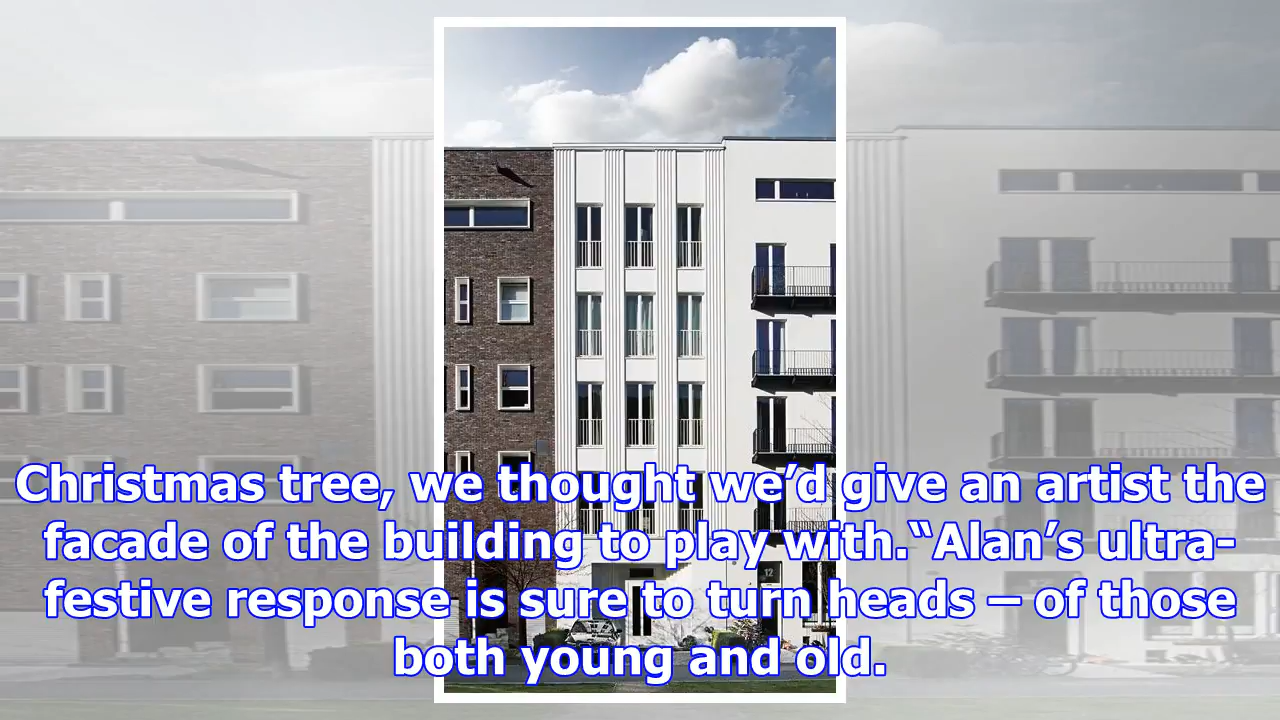 12
Christmas tree, we thought we’d give an artist the
facade of the building to play with.“Alan’s ultra-
festive response is sure to turn heads – of those
both young and old.